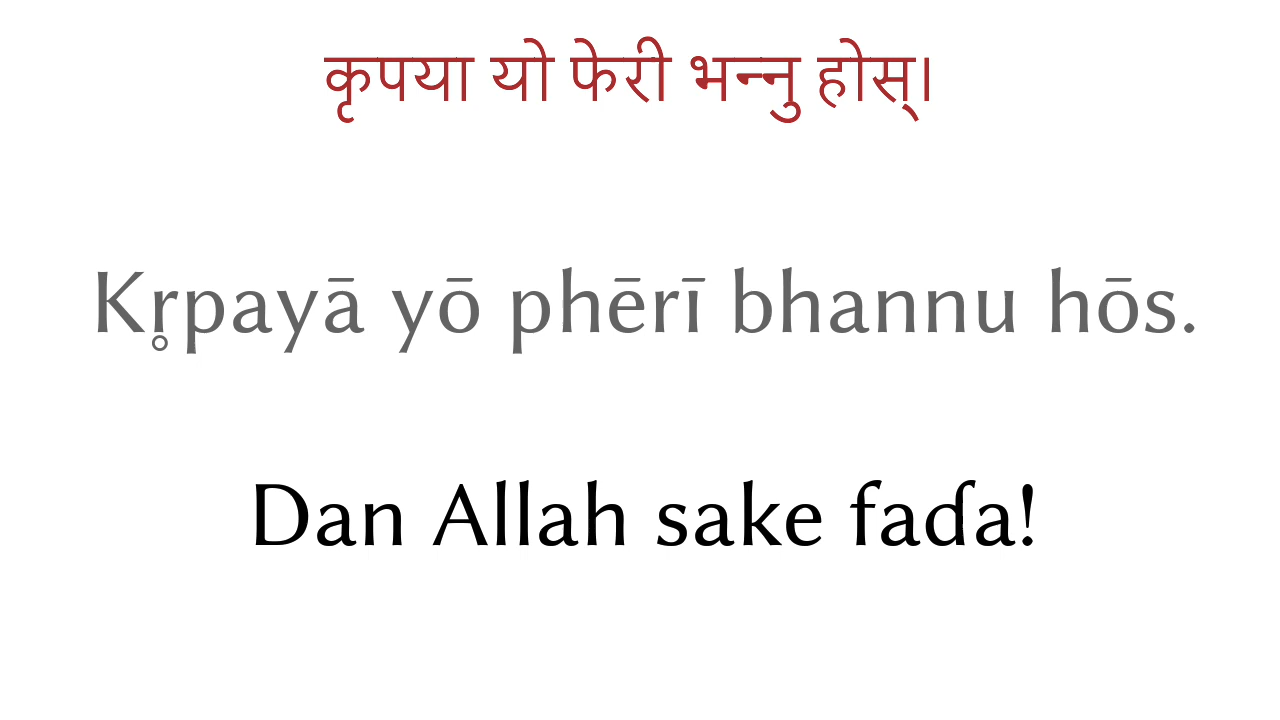 कृपया यो फेरी भन्नु होस्।
Kr̥payā yō phērī bhannu hōs.
Dan Allah sake faɗa!